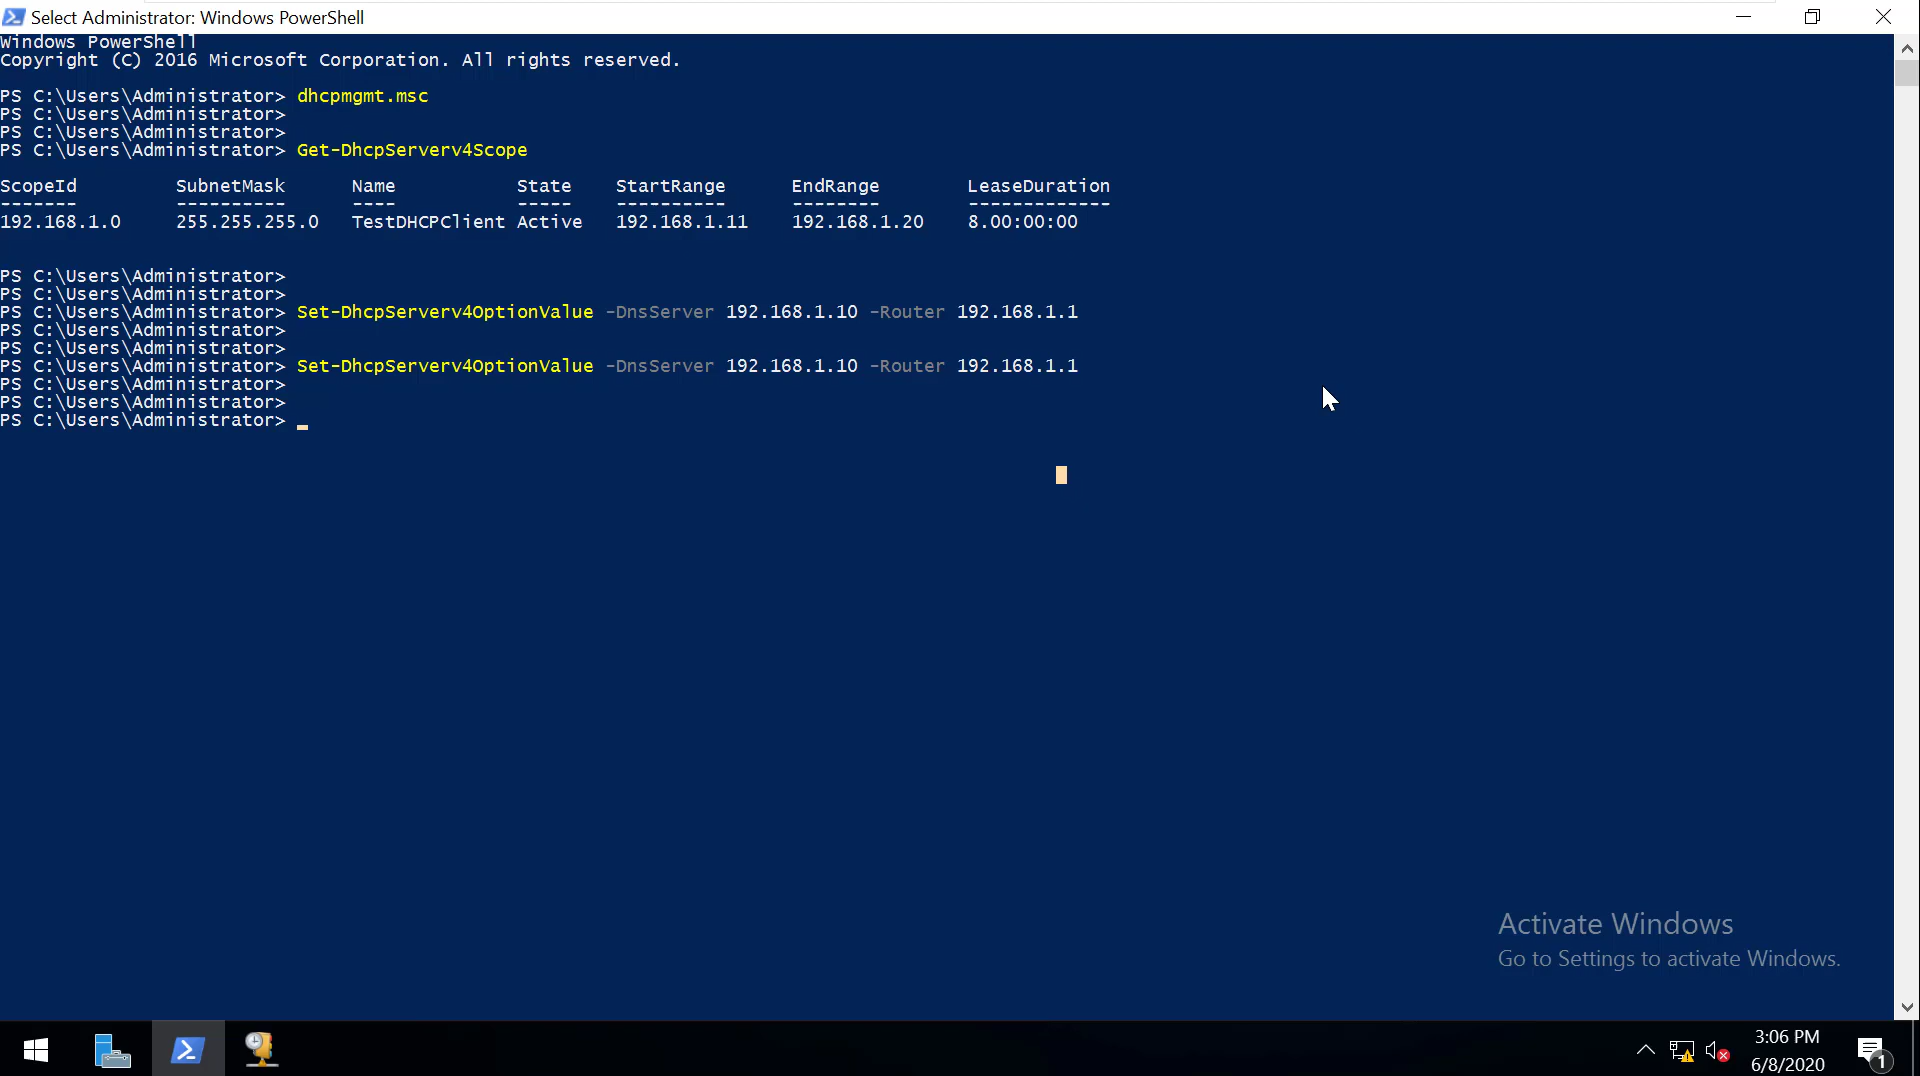 Select Administrator: Windows PowerShell
Windows PowerShell
Copyright (C) 2016 Microsoft Corporation. All rights reserved.
PS C:\Users\Administrator> dhcpmgmt.msc
PS C:\Users\Administrator>
PS C:\Users\Administrator>
PS C:\Users\Administrator> Get-DhcpServerv4Scope
ScopeId SubnetMask Name State StartRange EndRange LeaseDuration
------- ---------- ---- ----- ---------- -------- -------------
192.168.1.0 255.255.255.0 TestDHCPClient Active 192.168.1.11 192.168.1.20 8.00:00:00
PS C:\Users\Administrator>
PS C:\Users\Administrator>
PS C:\Users\Administrator> Set-DhcpServerv4OptionValue -DnsServer 192.168.1.10 -Router 192.168.1.1
PS C:\Users\Administrator>
PS C:\Users\Administrator>
PS C:\Users\Administrator> Set-DhcpServerv4OptionValue -DnsServer 192.168.1.10 -Router 192.168.1.1
PS C:\Users\Administrator>
PS C:\Users\Administrator>
PS C:\Users\Administrator> _
Activate Windows
Go to Settings to activate Windows.
3:06 PM
6/8/2020
1